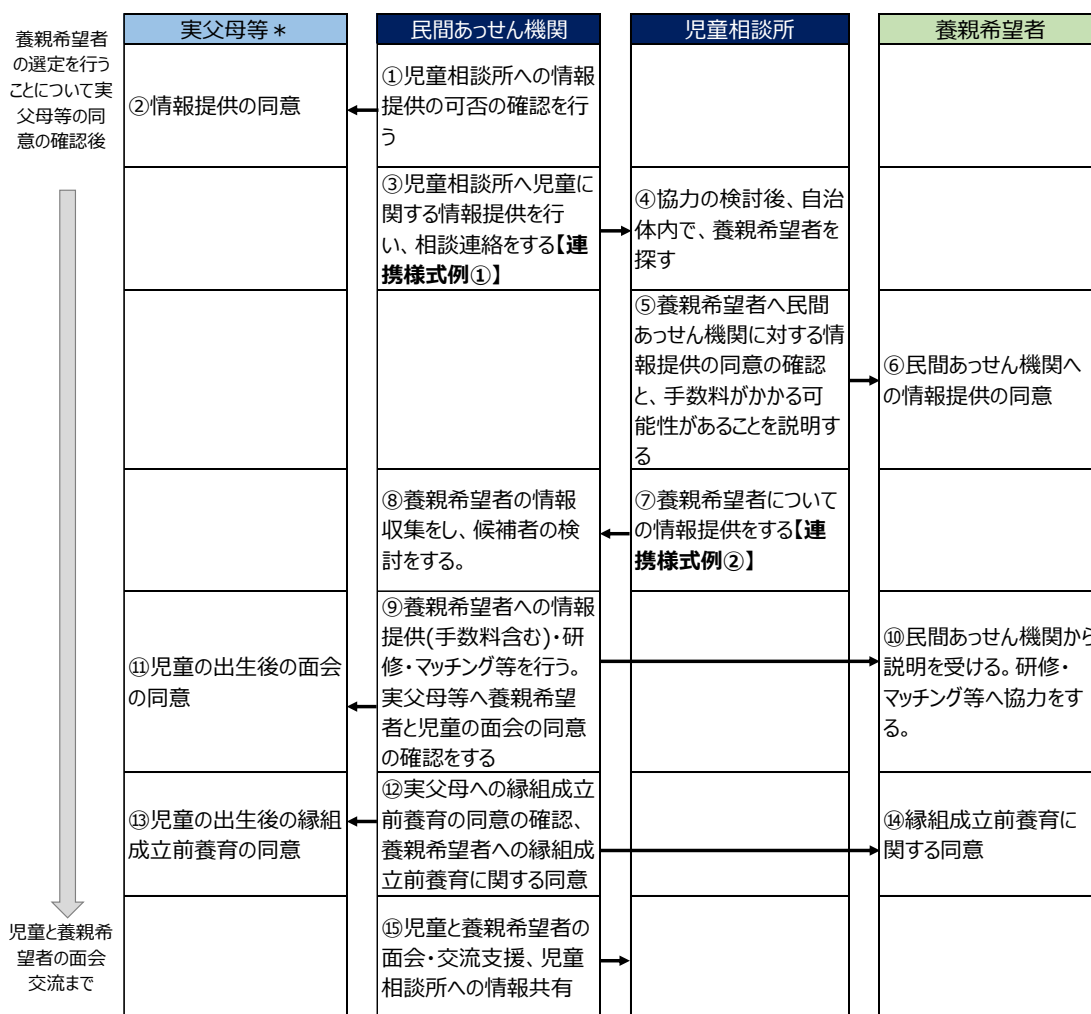 養親希望者
の選定を行う
ことについて実
父母等の同
意の確認後
実父母等＊
民間あっせん機関
児童相談所
養親希望者
①児童相談所への情報
提供の可否の確認を行
う
②情報提供の同意
③児童相談所へ児童に
関する情報提供を行
い、相談連絡をする【連
携様式例①】
④協力の検討後、自治
体内で、養親希望者を
探す
⑤養親希望者へ民間
あっせん機関に対する情
報提供の同意の確認
と、手数料がかかる可
能性があることを説明す
る
⑥民間あっせん機関へ
の情報提供の同意
⑧養親希望者の情報
収集をし、候補者の検
討をする。
⑦養親希望者について
の情報提供をする【連
携様式例②】
⑨養親希望者への情報
提供(手数料含む)・研
修・マッチング等を行う。
実父母等へ養親希望
者と児童の面会の同意
の確認をする
⑩民間あっせん機関から
説明を受ける。研修・
マッチング等へ協力をす
る。
⑪児童の出生後の面会
の同意
⑫実父母への縁組成立
前養育の同意の確認、
養親希望者への縁組成
立前養育に関する同意
⑬児童の出生後の縁組
成立前養育の同意
⑭縁組成立前養育に
関する同意
⑮児童と養親希望者の
面会・交流支援、児童
相談所への情報共有
児童と養親希
望者の面会
交流まで